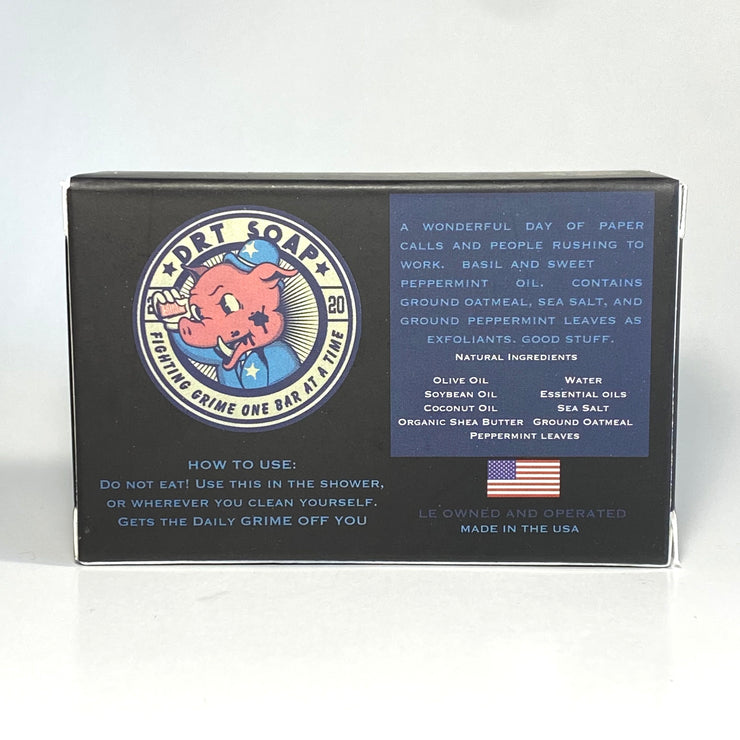 DRT SOAP
20
FIGHTING GRIME ONE BAR AT A TIME
HOW TO USE:
DO NOT EAT! USE THIS IN THE SHOWER,
OR WHEREVER YOU CLEAN YOURSELF.
GETS THE DAILY GRIME OFF YOU
A WONDERFUL DAY OF PAPER
CALLS AND PEOPLE RUSHING TO
WORK. BASIL AND SWEET
PEPPERMINT OIL. CONTAINS
GROUND OATMEAL, SEA SALT, AND
GROUND PEPPERMINT LEAVES AS
EXFOLIANTS. GOOD STUFF.
NATURAL INGREDIENTS
OLIVE OIL WATER
SOYBEAN OIL ESSENTIAL OILS
COCONUT OIL SEA SALT
ORGANIC SHEA BUTTER GROUND OATMEAL
PEPPERMINT LEAVES
LE OWNED AND OPERATED
MADE IN THE USA